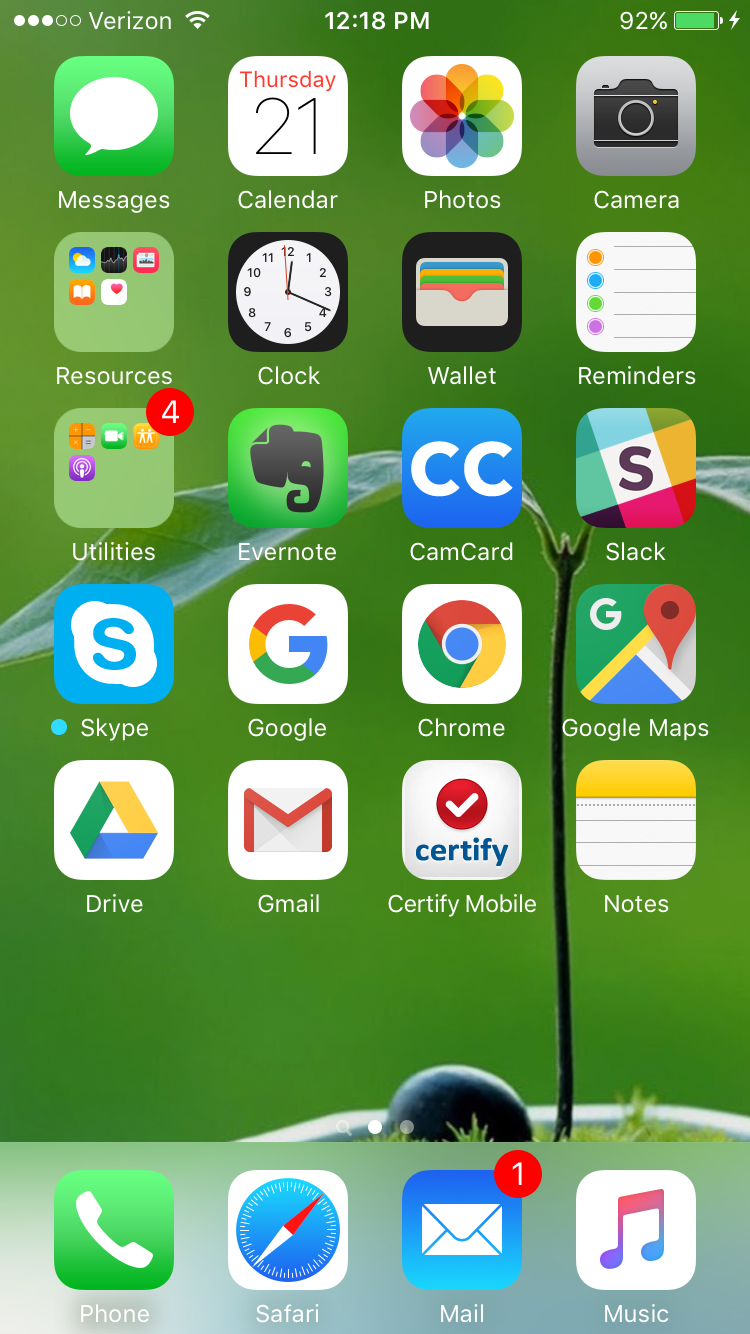 Verizon 12:18 PM 92%
Thursday
21
Messages Calendar Photos Camera
12
11 1
10 2
9 3
8 4
7 5
6
Resources Clock Wallet Reminders
4
CC S
Utilities Evernote CamCard Slack
S G G
Skype Google Chrome Google Maps
certify
Drive Gmail Certify Mobile Notes
1
Phone Safari Mail Music